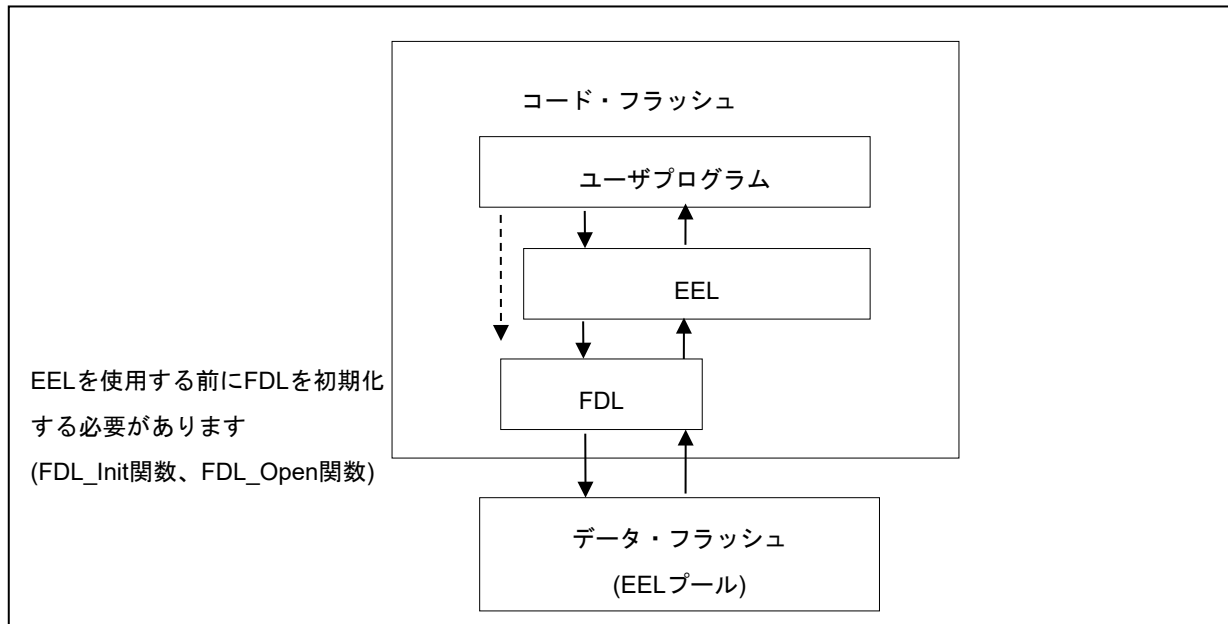 コード・フラッシュ
ユーザプログラム
EEL
FDL
EELを使用する前にFDLを初期化
する必要があります
(FDL_Init関数、FDL_Open関数)
データ・フラッシュ
(EELプール)